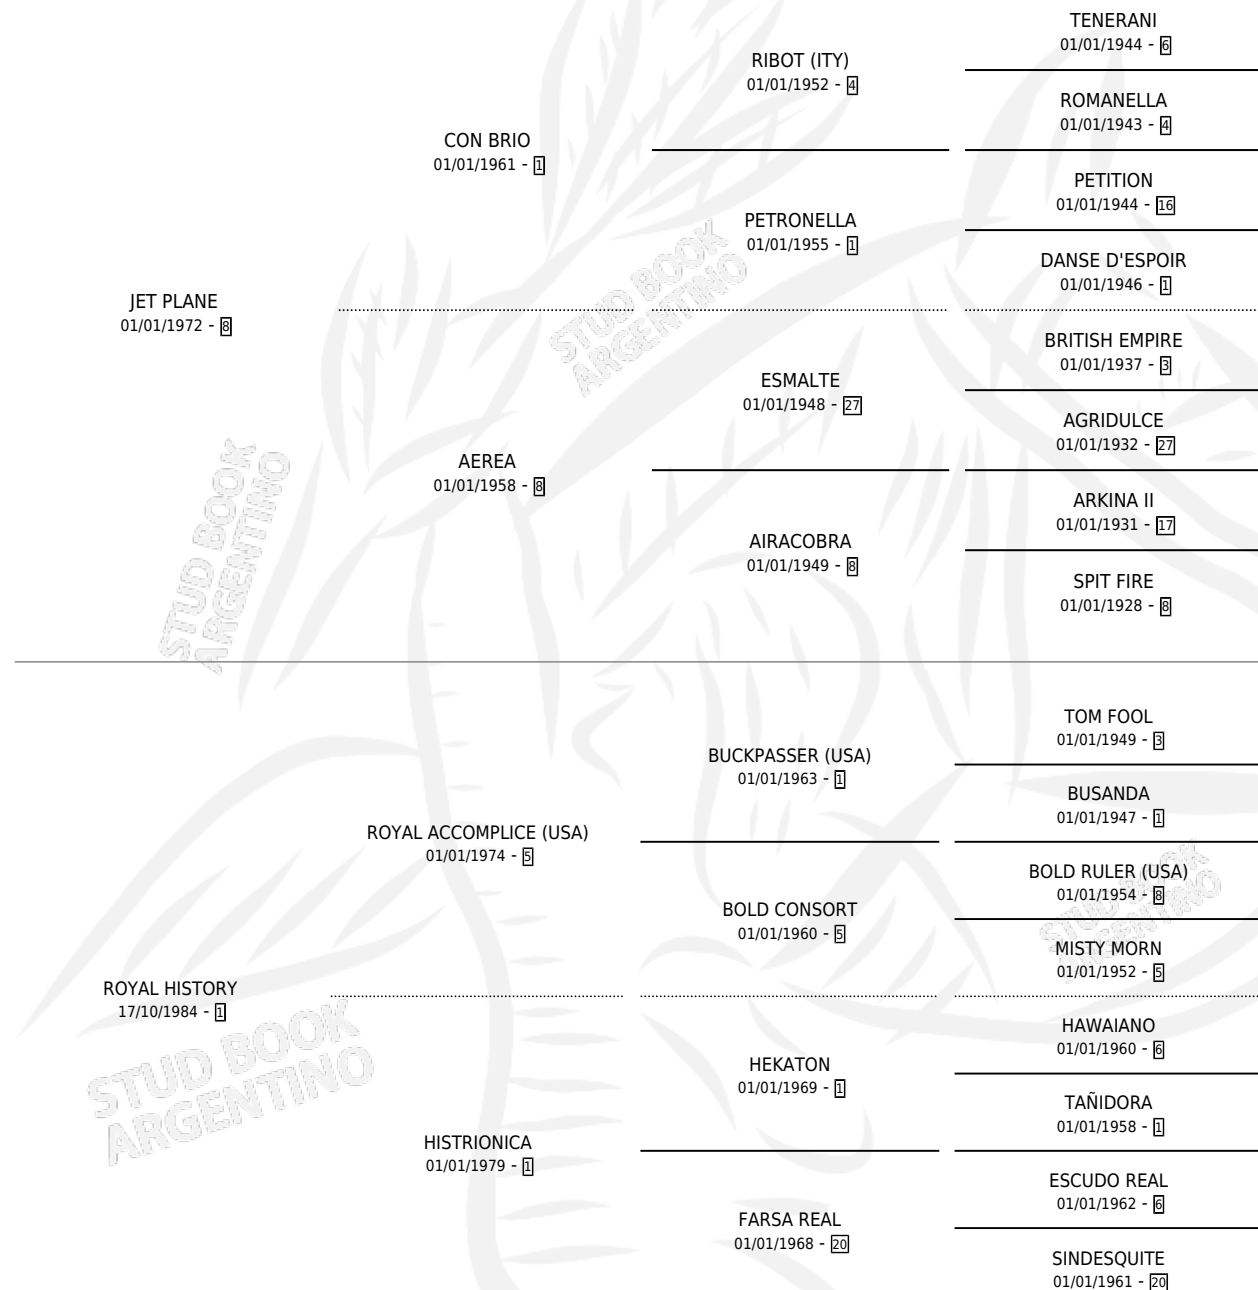 TENERANI
01/01/1944 - 6
RIBOT (ITY)
01/01/1952 - 4
ROMANELLA
01/01/1943 - 4
CON BRIO
01/01/1961 - 1
PETITION
01/01/1944 - 16
PETRONELLA
01/01/1955 - 1
DANSE D'ESPOIR
01/01/1946 - 1
JET PLANE
01/01/1972 - 8
STUD BOOK
ARGENTINO
BRITISH EMPIRE
01/01/1937 - 3
ESMALTE
01/01/1948 - 27
AGRIDULCE
01/01/1932 - 27
AEREA
01/01/1958 - 8
ARKINA II
01/01/1931 - 17
AIRACOBRA
01/01/1949 - 8
SPIT FIRE
01/01/1928 - 8
STUD BOOK
ARGENTINO
TOM FOOL
01/01/1949 - 3
BUCKPASSER (USA)
01/01/1963 - 1
BUSANDA
01/01/1947 - 1
ROYAL ACCOMPLICE (USA)
01/01/1974 - 5
BOLD RULER (USA)
01/01/1954 - 8
BOLD CONSORT
01/01/1960 - 5
STUD BOOK
ARGENTINO
MISTY MORN
01/01/1952 - 5
ROYAL HISTORY
17/10/1984 - 1
STUD BOOK
ARGENTINO
HAWAIANO
01/01/1960 - 6
HEKATON
01/01/1969 - 1
TAÑIDORA
01/01/1958 - 1
HISTRIONICA
01/01/1979 - 1
ESCUDO REAL
01/01/1962 - 6
FARSA REAL
01/01/1968 - 20
SINDESQUITE
01/01/1961 - 20